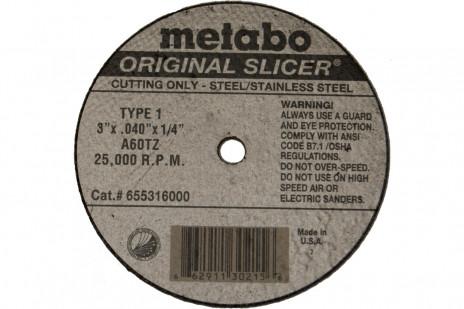 metabo
ORIGINAL SLICER®
CUTTING ONLY - STEEL/STAINLESS STEEL
TYPE 1
3"x .040"x 1/4"
A60TZ
25,000 R.P.M.
Cat.# 655316000
WARNING!
ALWAYS USE A GUARD
AND EYE PROTECTION.
COMPLY WITH ANSI
CODE B7.1 /OSHA
REGULATIONS.
DO NOT OVER-SPEED.
DO NOT USE ON HIGH
SPEED AIR OR
ELECTRIC SANDERS.
Made in
U.S.A.
62911 30215